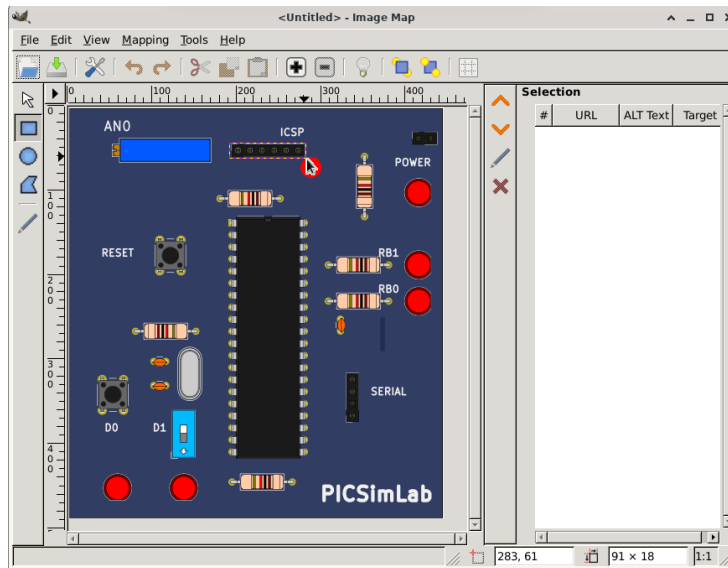 <Untitled> - Image Map
File Edit View Mapping Tools Help
0 100 200 300 400
Selection
# URL ALT Text Target
0
100
200
300
400
AN0
ICSP
POWER
RESET
RB1
RB0
SERIAL
D0 D1
PICSimLab
283, 61 91 × 18 1:1